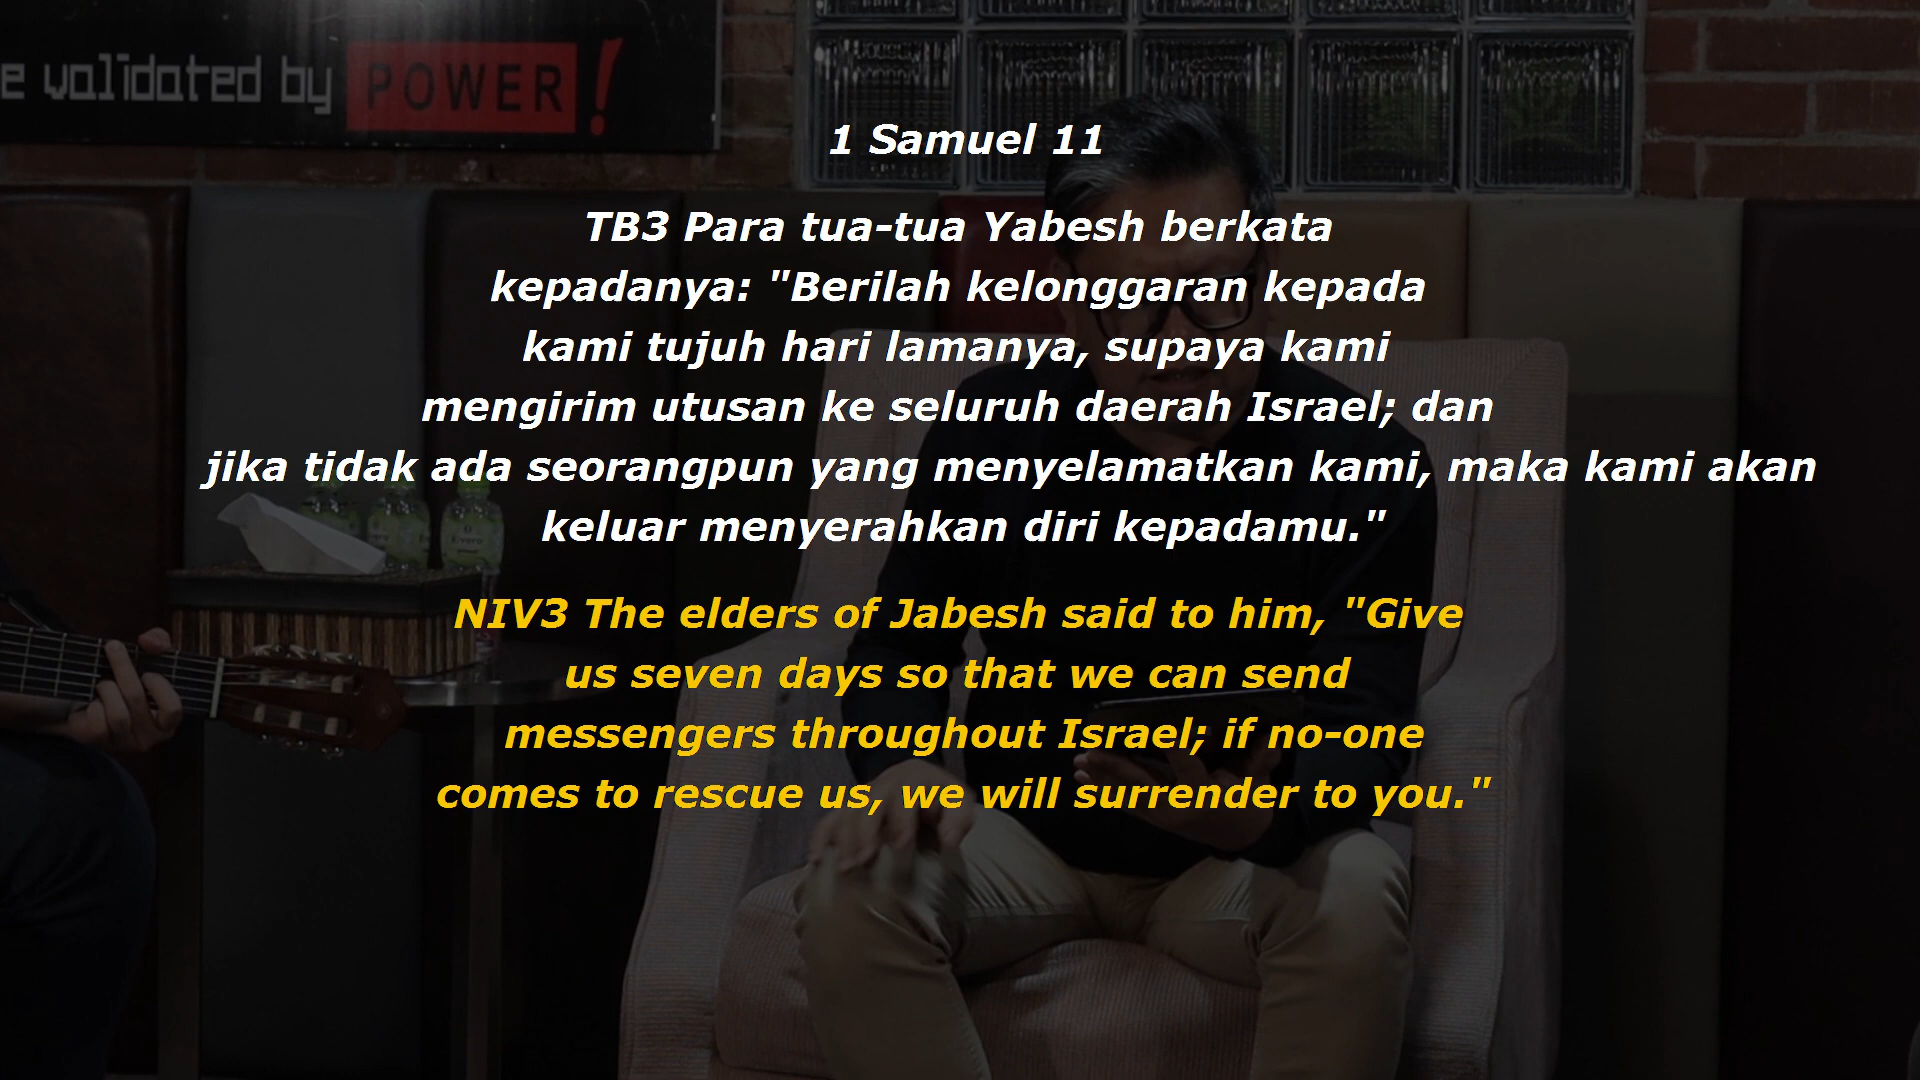 e validated by POWER!
1 Samuel 11
TB3 Para tua-tua Yabesh berkata
kepadanya: "Berilah kelonggaran kepada
kami tujuh hari lamanya, supaya kami
mengirim utusan ke seluruh daerah Israel; dan
jika tidak ada seorangpun yang menyelamatkan kami, maka kami akan
keluar menyerahkan diri kepadamu."
NIV3 The elders of Jabesh said to him, "Give
us seven days so that we can send
messengers throughout Israel; if no-one
comes to rescue us, we will surrender to you."